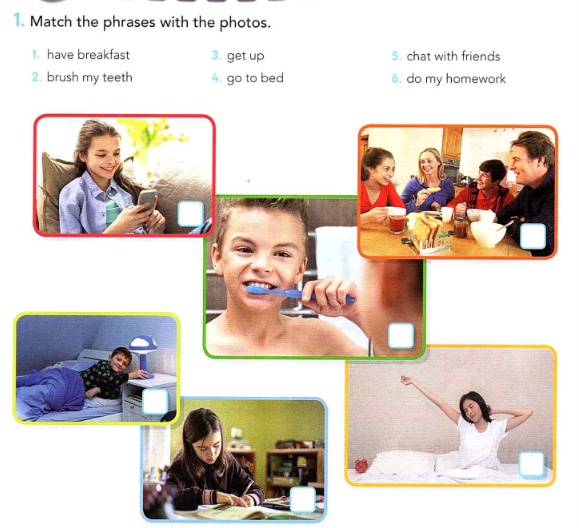 1. Match the phrases with the photos.
1. have breakfast
2. brush my teeth
3. get up
4. go to bed
5. chat with friends
6. do my homework